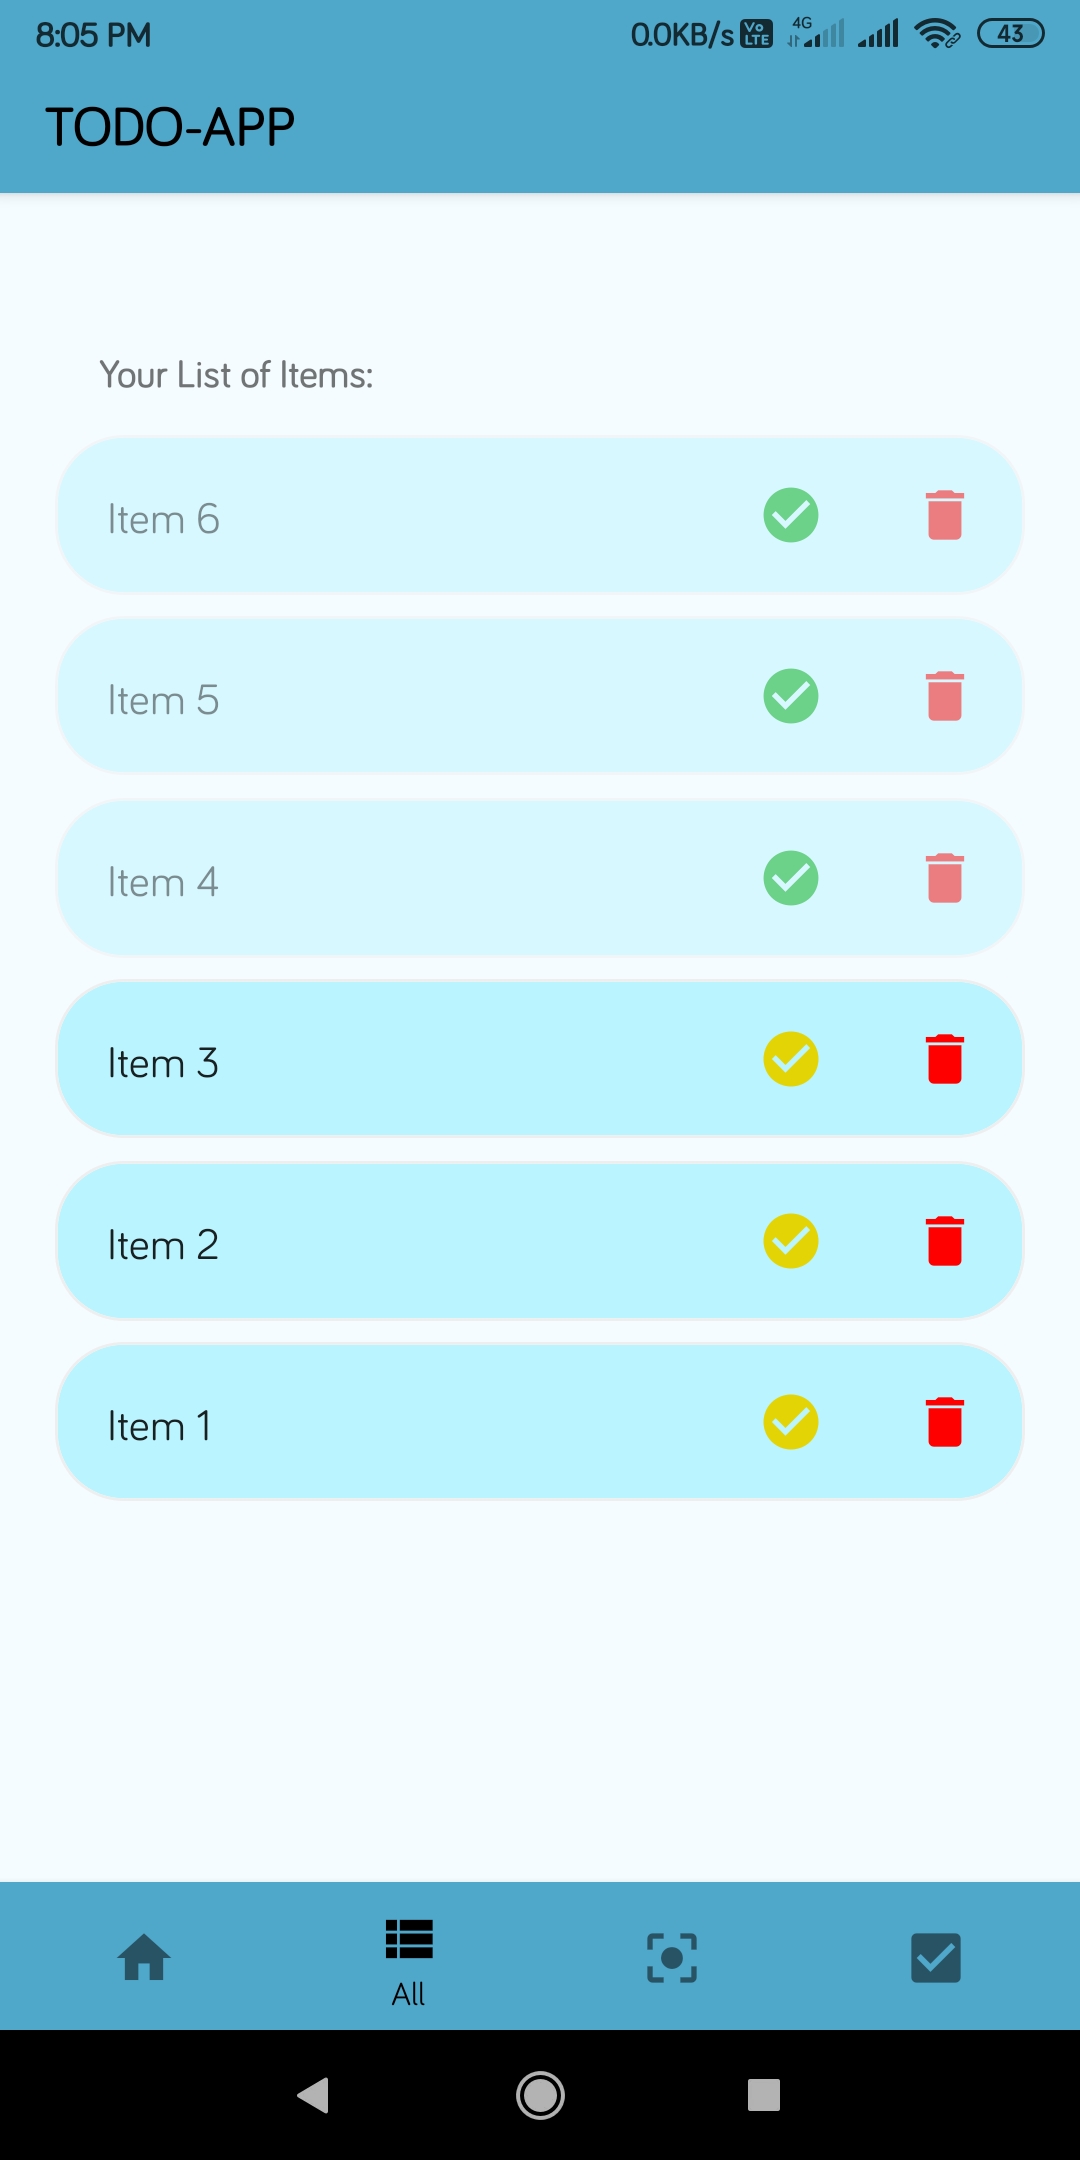 8:05 PM 0.0KB/s Vo LTE 4G 43
TODO-APP
Your List of Items:
Item 6
Item 5
Item 4
Item 3
Item 2
Item 1
All